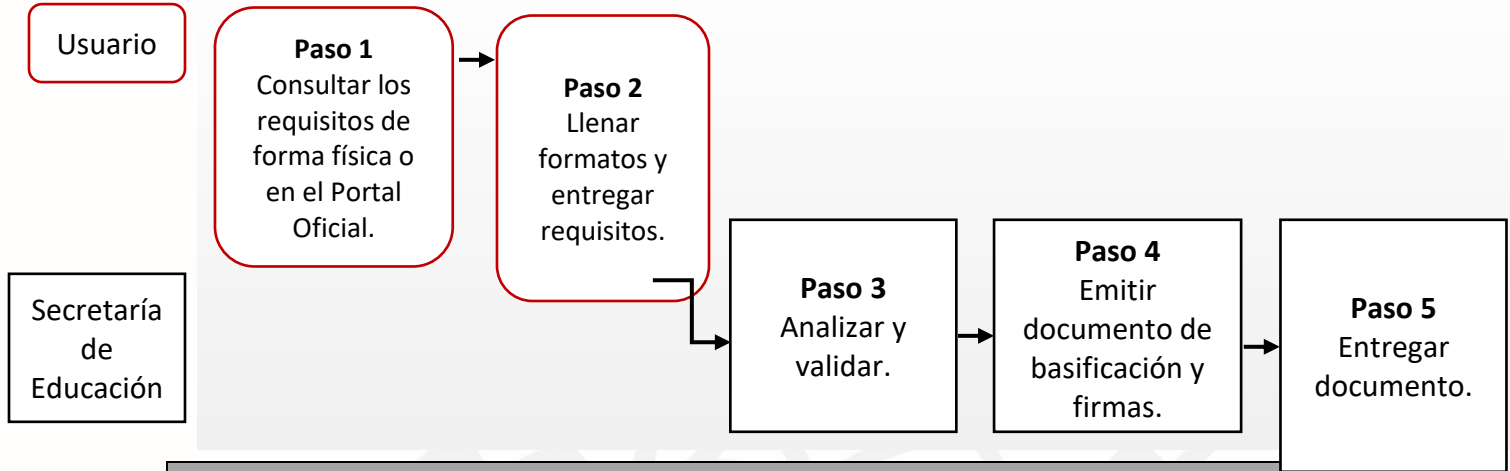 Usuario
Paso 1
Consultar los
requisitos de
forma física o
en el Portal
Oficial.
Paso 2
Llenar
formatos y
entregar
requisitos.
Secretaría
de
Educación
Paso 3
Analizar y
validar.
Paso 4
Emitir
documento de
basificación y
firmas.
Paso 5
Entregar
documento.